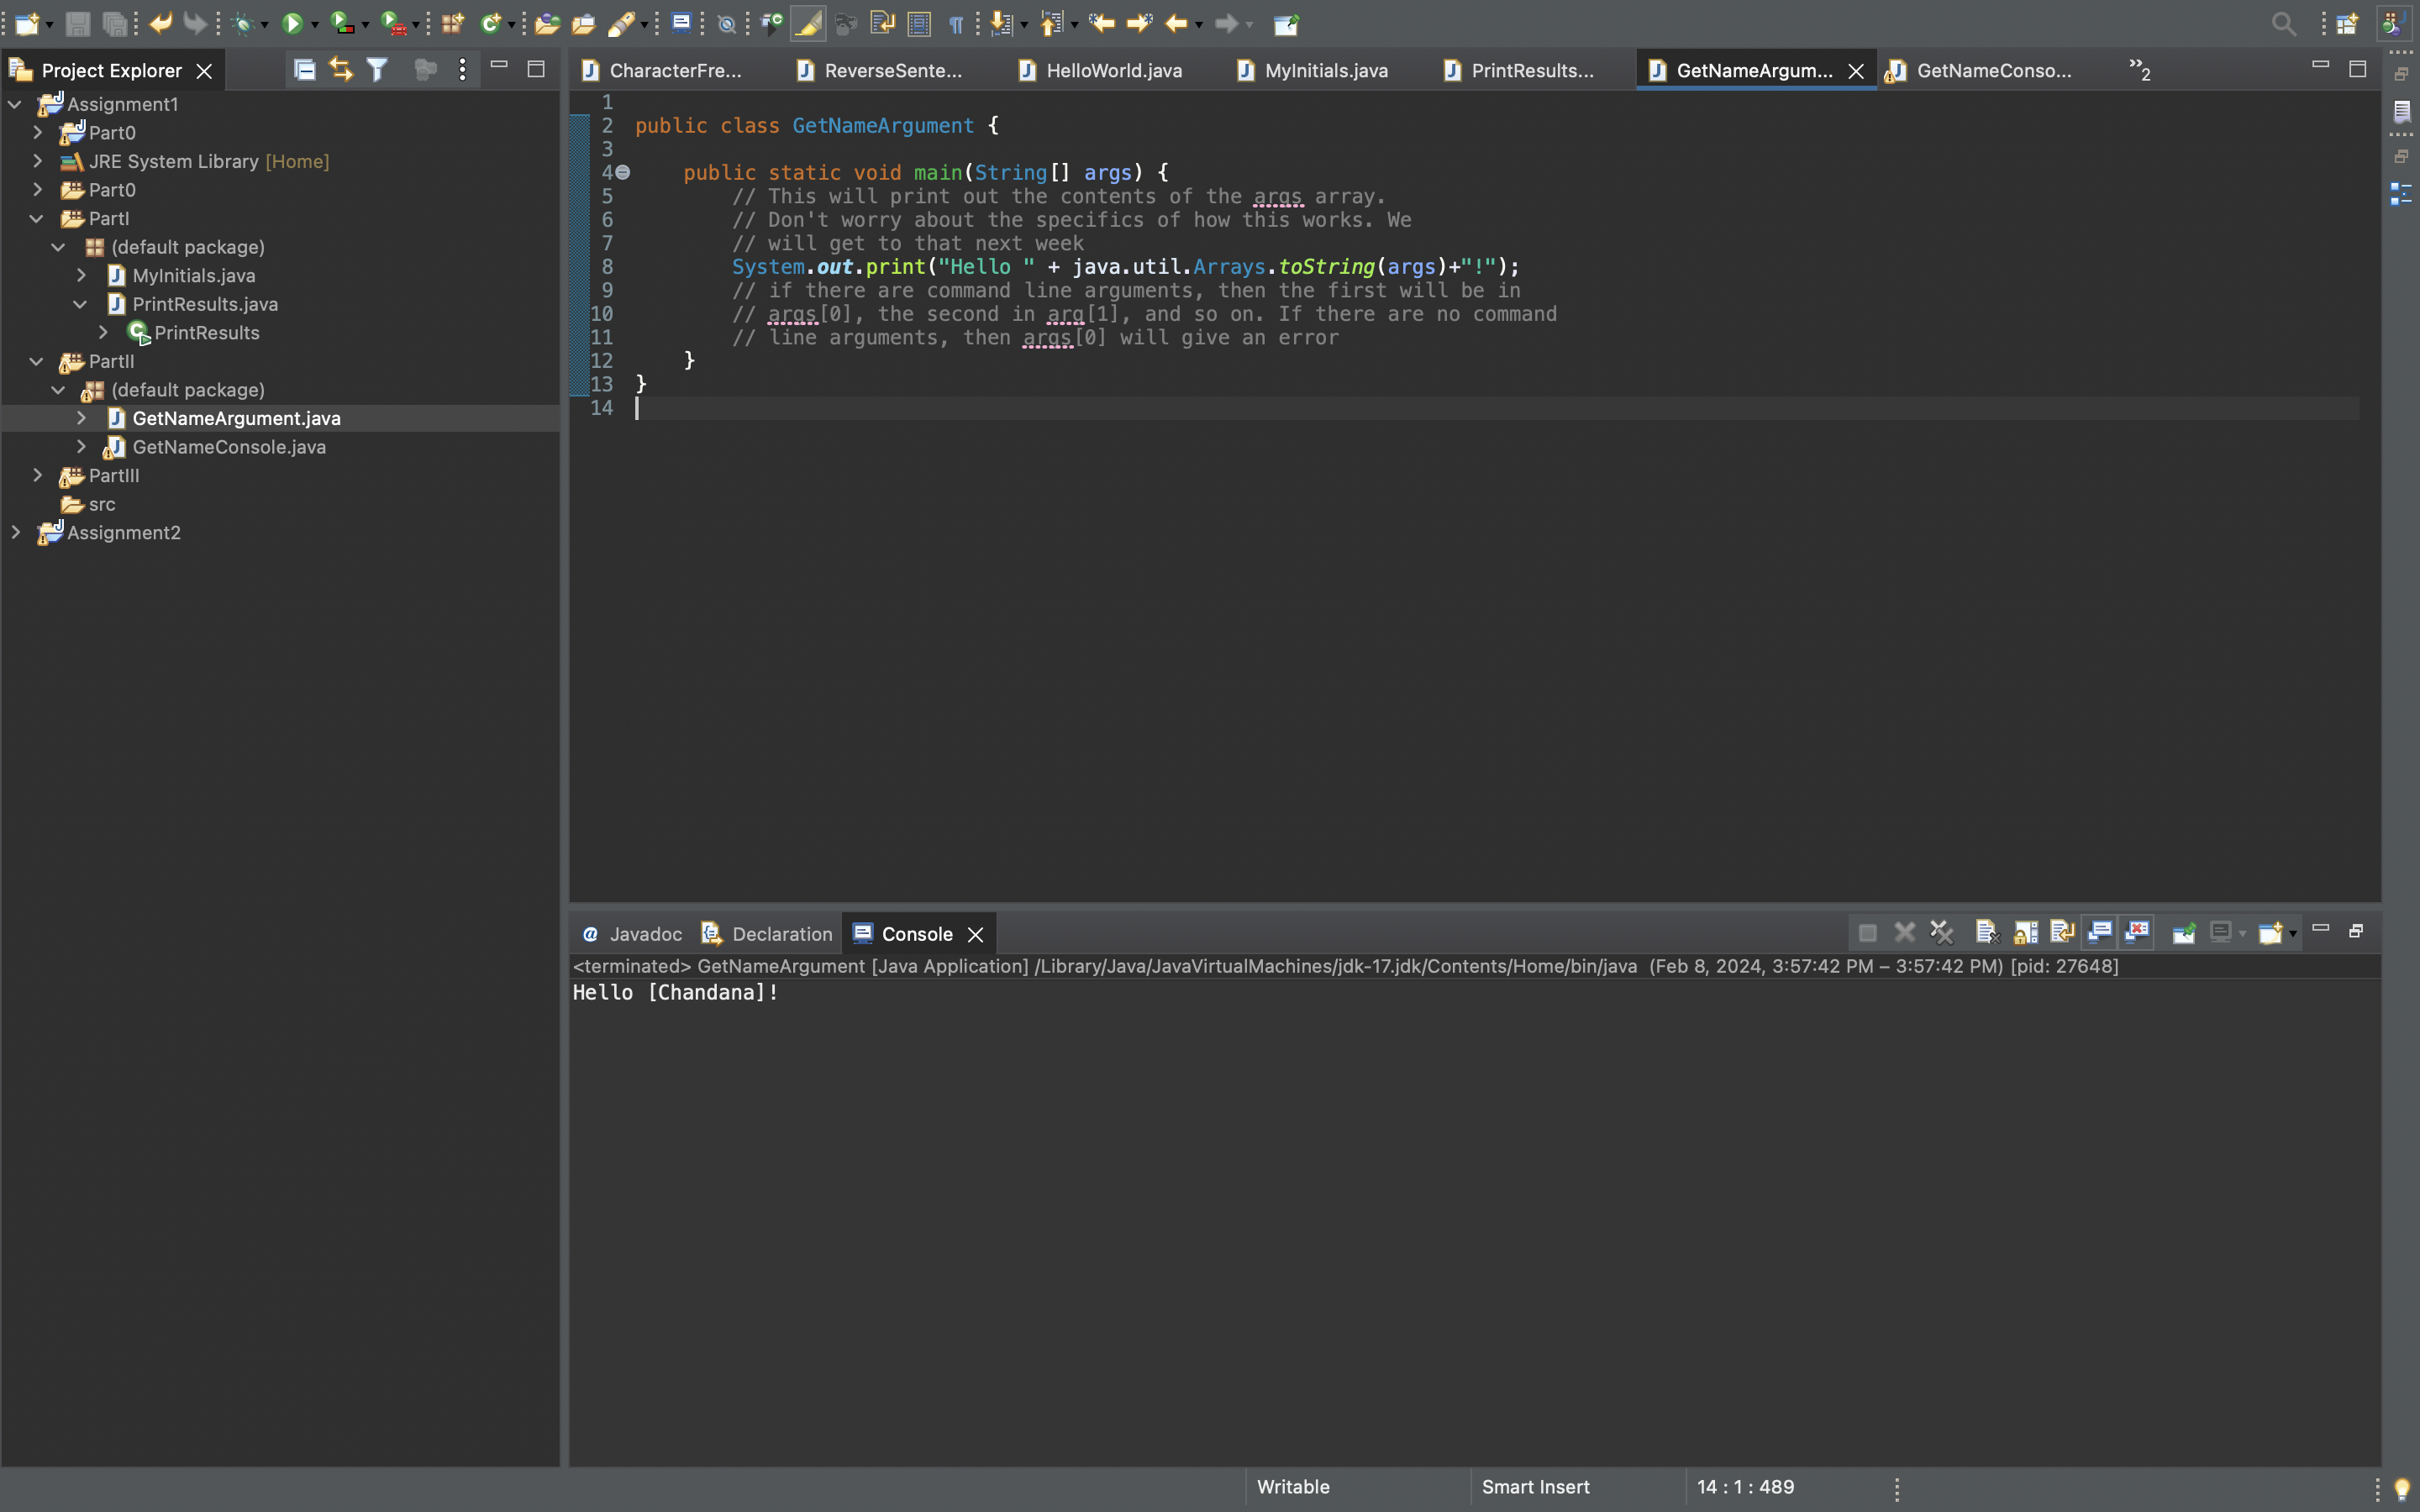 Project Explorer
CharacterFre...
ReverseSente...
HelloWorld.java
MyInitials.java
PrintResults...
GetNameArgum...
GetNameConso...
»2
Assignment1
Part0
JRE System Library [Home]
Part0
PartI
(default package)
MyInitials.java
PrintResults.java
PrintResults
PartII
(default package)
GetNameArgument.java
GetNameConsole.java
PartIII
src
Assignment2
1
2 public class GetNameArgument {
3
4 public static void main(String[] args) {
5 // This will print out the contents of the args array.
6 // Don't worry about the specifics of how this works. We
7 // will get to that next week
8 System.out.print("Hello " + java.util.Arrays.toString(args)+"!");
9 // if there are command line arguments, then the first will be in
10 // args[0], the second in arg[1], and so on. If there are no command
11 // line arguments, then args[0] will give an error
12 }
13 }
14
@ Javadoc Declaration Console
<terminated> GetNameArgument [Java Application] /Library/Java/JavaVirtualMachines/jdk-17.jdk/Contents/Home/bin/java (Feb 8, 2024, 3:57:42 PM – 3:57:42 PM) [pid: 27648]
Hello [Chandana]!
Writable Smart Insert 14 : 1 : 489